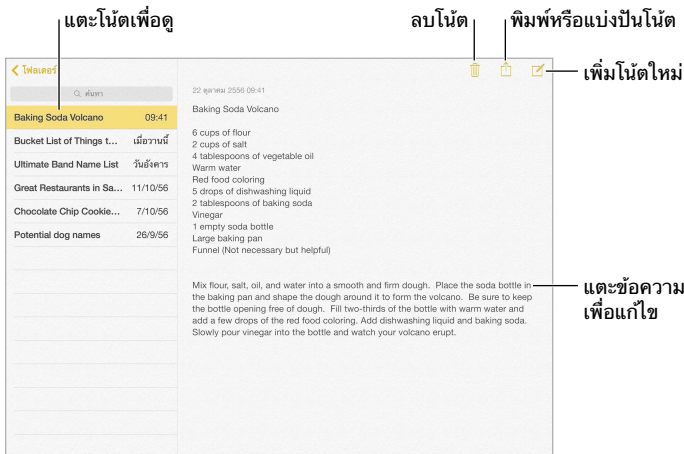 แตะโน้ตเพื่อดู
ลบโน้ต
พิมพ์หรือแบ่งปันโน้ต
โฟลเดอร์
เพิ่มโน้ตใหม่
ค้นหา
22 ตุลาคม 2556 09:41
Baking Soda Volcano 09:41
Baking Soda Volcano
Bucket List of Things t... เมื่อวานนี้
6 cups of flour
2 cups of salt
4 tablespoons of vegetable oil
Ultimate Band Name List วันอังคาร
Warm water
Red food coloring
Great Restaurants in Sa... 11/10/56
5 drops of dishwashing liquid
2 tablespoons of baking soda
Chocolate Chip Cookie... 7/10/56
Vinegar
1 empty soda bottle
Potential dog names 26/9/56
Large baking pan
Funnel (Not necessary but helpful)
Mix flour, salt, oil, and water into a smooth and firm dough. Place the soda bottle in
the baking pan and shape the dough around it to form the volcano. Be sure to keep
the bottle opening free of dough. Fill two-thirds of the bottle with warm water and
add a few drops of the red food coloring. Add dishwashing liquid and baking soda.
Slowly pour vinegar into the bottle and watch your volcano erupt.
แตะข้อความ
เพื่อแก้ไข